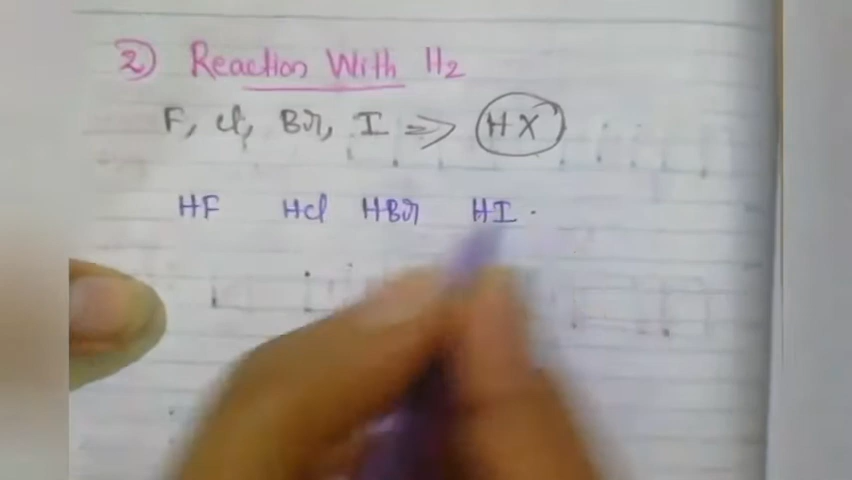 2) Reaction With H2
F, Cl, Br, I => HX
HF HCl HBr HI